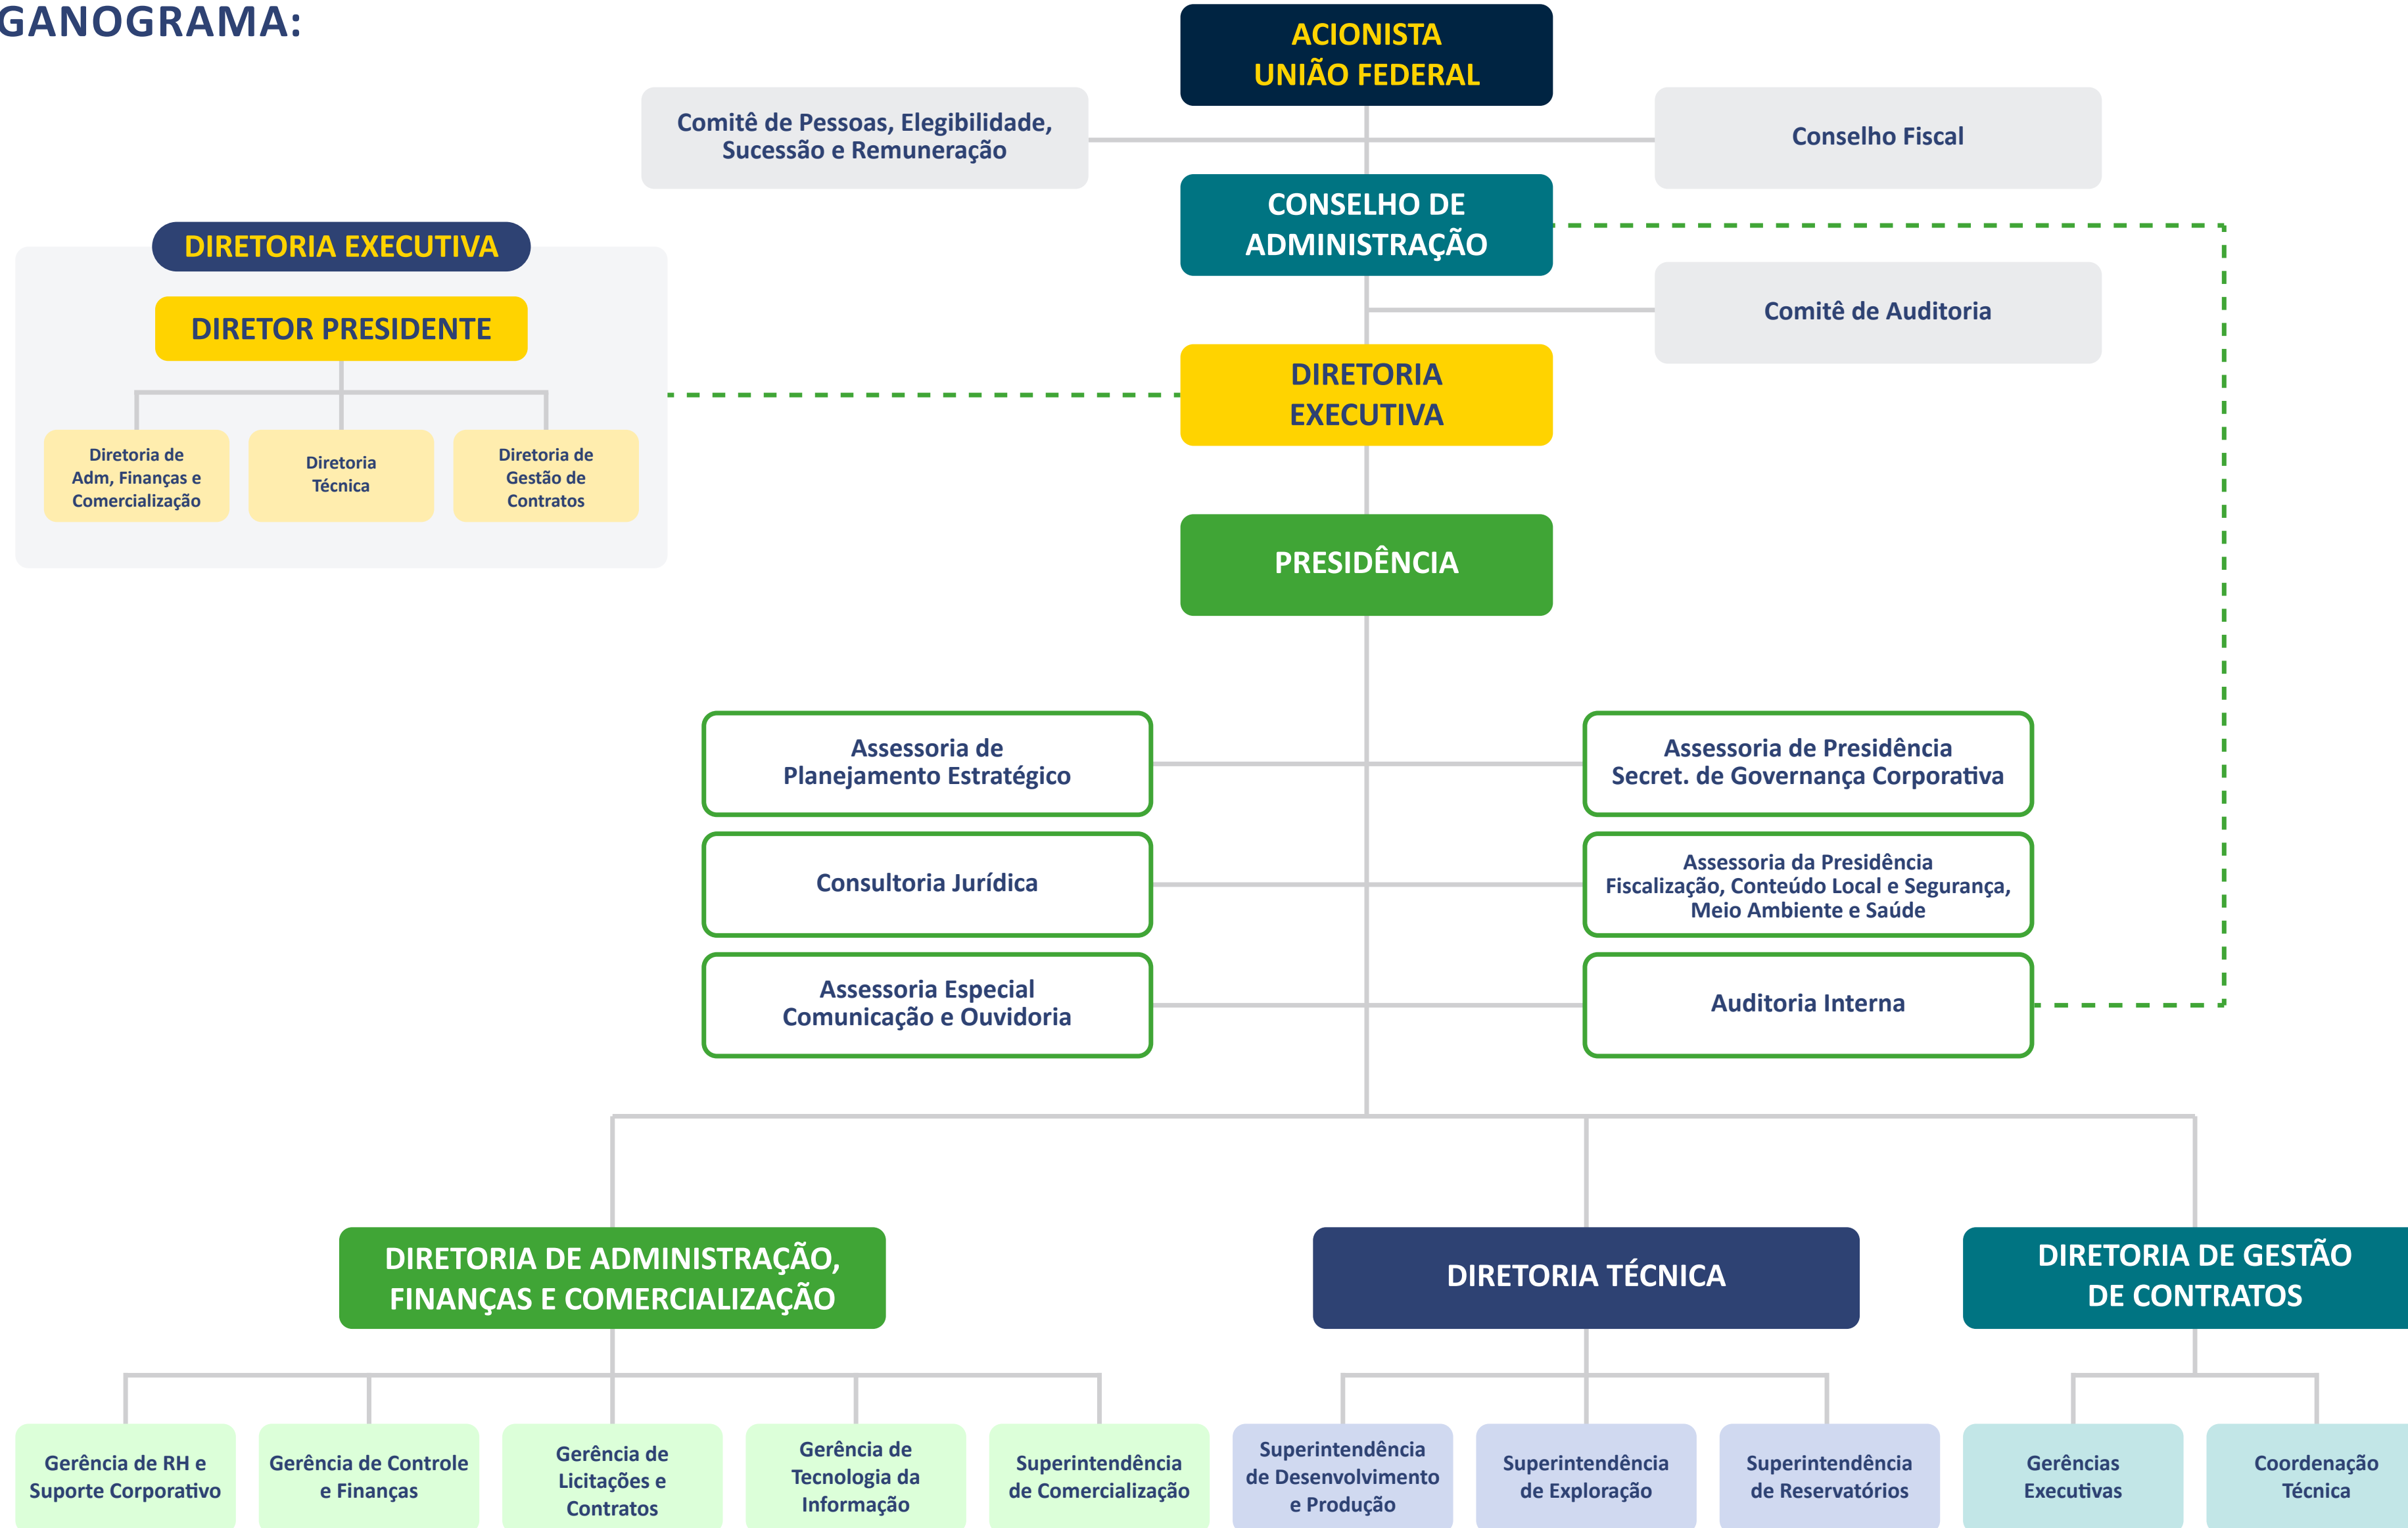 GANOGRAMA:
ACIONISTA
UNIÃO FEDERAL
Comitê de Pessoas, Elegibilidade,
Sucessão e Remuneração
Conselho Fiscal
CONSELHO DE
ADMINISTRAÇÃO
Comitê de Auditoria
DIRETORIA EXECUTIVA
DIRETOR PRESIDENTE
Diretoria de
Adm, Finanças e
Comercialização
Diretoria
Técnica
Diretoria de
Gestão de
Contratos
DIRETORIA
EXECUTIVA
PRESIDÊNCIA
Assessoria de
Planejamento Estratégico
Assessoria de Presidência
Secret. de Governança Corporativa
Consultoria Jurídica
Assessoria da Presidência
Fiscalização, Conteúdo Local e Segurança,
Meio Ambiente e Saúde
Assessoria Especial
Comunicação e Ouvidoria
Auditoria Interna
DIRETORIA DE ADMINISTRAÇÃO,
FINANÇAS E COMERCIALIZAÇÃO
DIRETORIA TÉCNICA
DIRETORIA DE GESTÃO
DE CONTRATOS
Gerência de RH e
Suporte Corporativo
Gerência de Controle
e Finanças
Gerência de
Licitações e
Contratos
Gerência de
Tecnologia da
Informação
Superintendência
de Comercialização
Superintendência
de Desenvolvimento
e Produção
Superintendência
de Exploração
Superintendência
de Reservatórios
Gerências
Executivas
Coordenação
Técnica